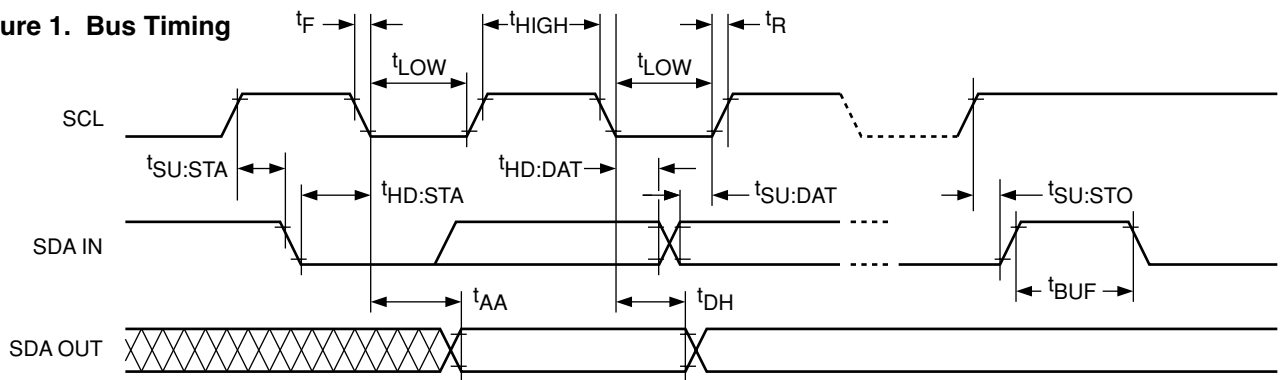 ure 1. Bus Timing
tF
tHIGH
tR
tLOW
tLOW
SCL
tSU:STA
tHD:STA
tHD:DAT
tSU:DAT
tSU:STO
SDA IN
tBUF
tAA
tDH
SDA OUT